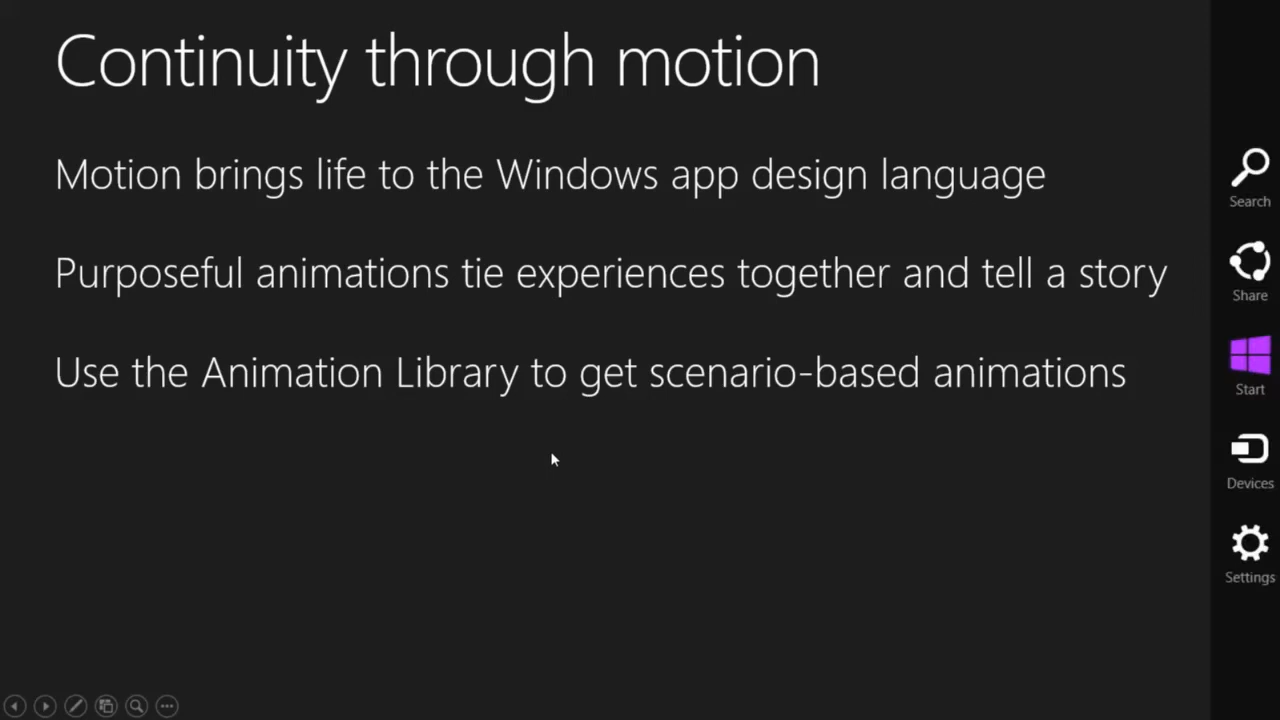 Continuity through motion
Motion brings life to the Windows app design language
Purposeful animations tie experiences together and tell a story
Use the Animation Library to get scenario-based animations
Search
Share
Start
Devices
Settings